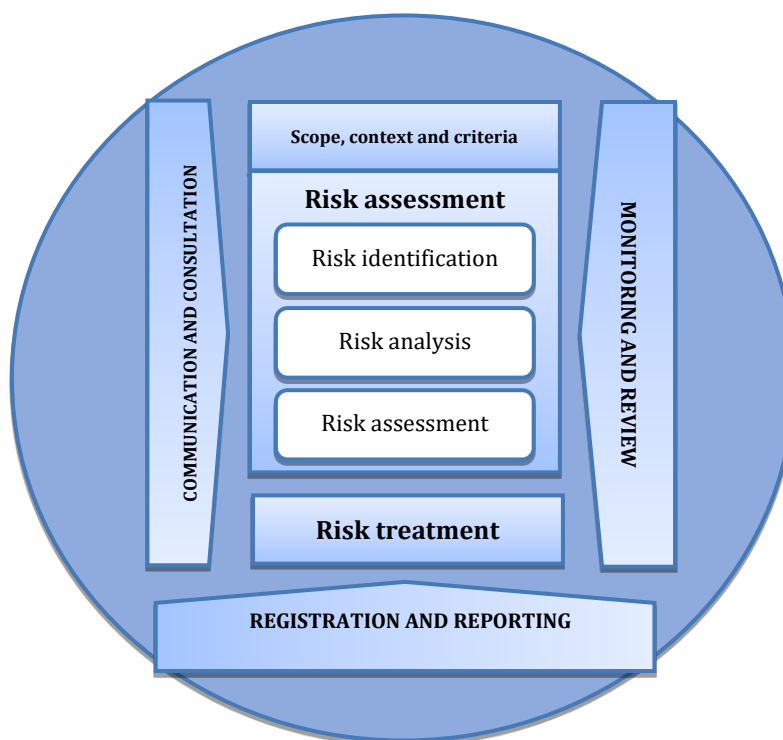 Scope, context and criteria
Risk assessment
Risk identification
Risk analysis
Risk assessment
Risk treatment
COMMUNICATION AND CONSULTATION
MONITORING AND REVIEW
REGISTRATION AND REPORTING